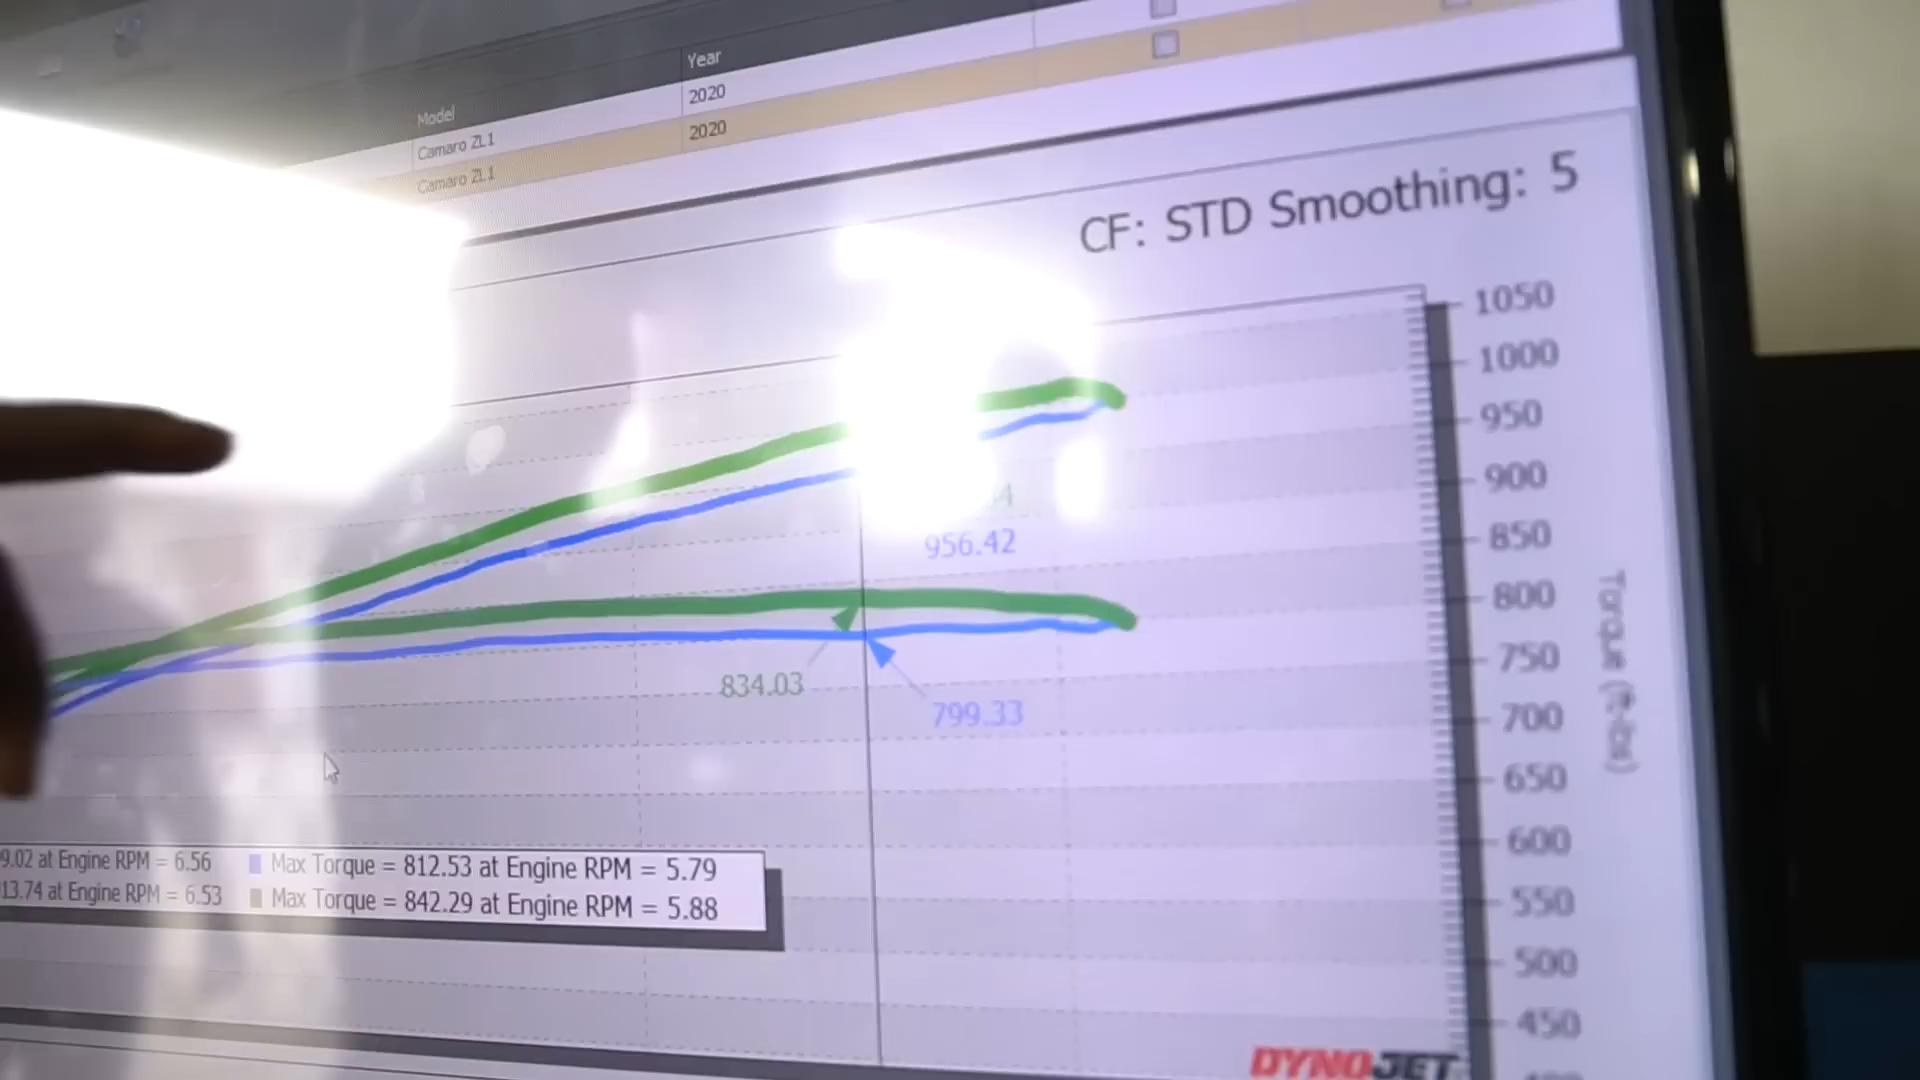 Model
Year
Camaro ZL1
2020
Camaro ZL1
2020
CF: STD Smoothing: 5
1050
1000
950
900
850
800
750
700
650
600
550
500
450
Torque (ft-lbs)
956.42
834.03
799.33
9.02 at Engine RPM = 6.56
Max Torque = 812.53 at Engine RPM = 5.79
13.74 at Engine RPM = 6.53
Max Torque = 842.29 at Engine RPM = 5.88
DYNOJET